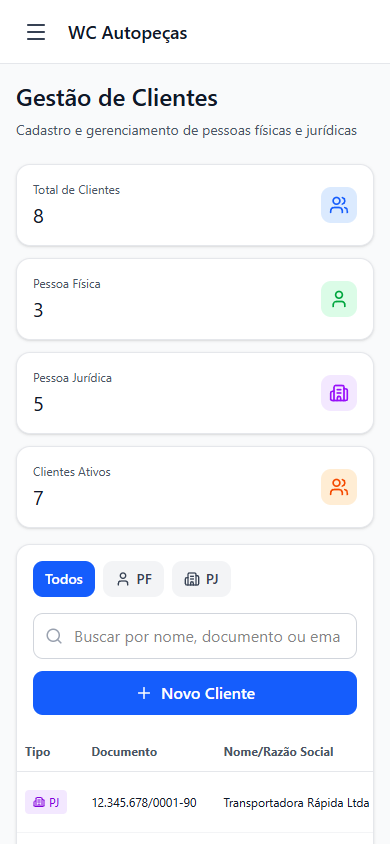 WC Autopeças
Gestão de Clientes
Cadastro e gerenciamento de pessoas físicas e jurídicas
Total de Clientes
8
Pessoa Física
3
Pessoa Jurídica
5
Clientes Ativos
7
Todos PF PJ
Buscar por nome, documento ou ema
Novo Cliente
Tipo Documento Nome/Razão Social
PJ 12.345.678/0001-90 Transportadora Rápida Ltda